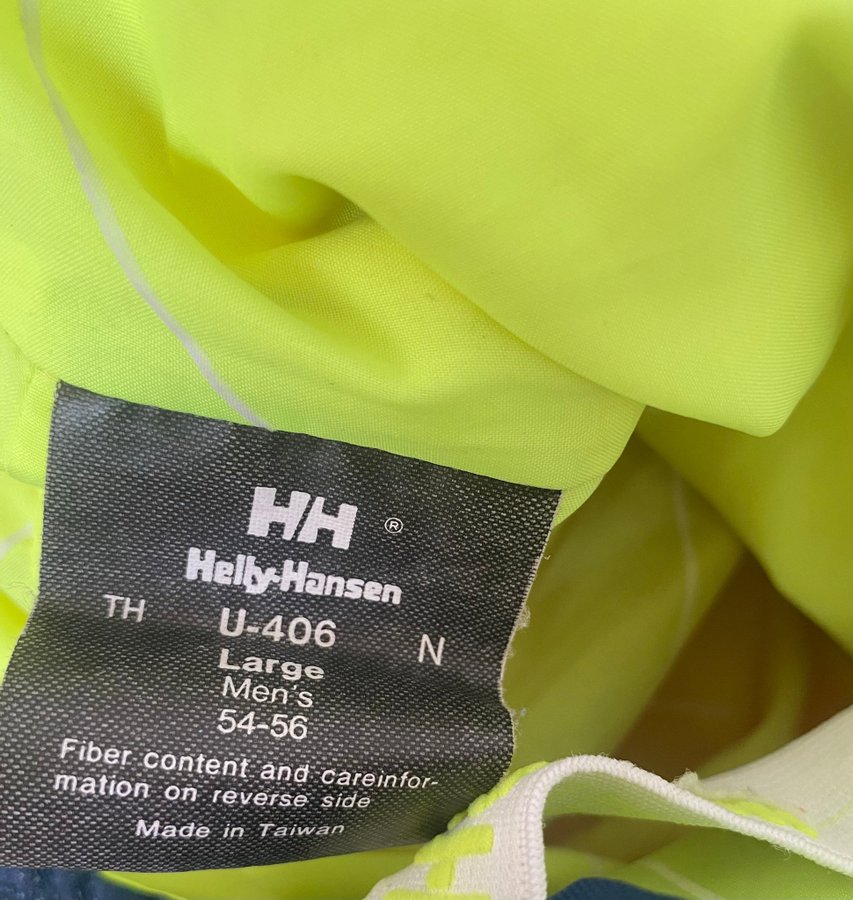 HH ®
Helly-Hansen
TH U-406 N
Large
Men's
54-56
Fiber content and careinfor-
mation on reverse side
Made in Taiwan